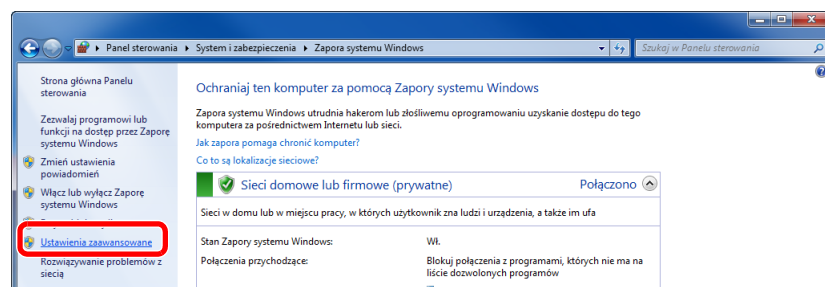 Panel sterowania ▸ System i zabezpieczenia ▸ Zapora systemu Windows
Szukaj w Panelu sterowania
Strona główna Panelu
sterowania
Zezwalaj programowi lub
funkcji na dostęp przez Zaporę
systemu Windows
Zmień ustawienia
powiadomień
Włącz lub wyłącz Zaporę
systemu Windows
Ustawienia zaawansowane
Rozwiązywanie problemów z
siecią
Ochraniaj ten komputer za pomocą Zapory systemu Windows
Zapora systemu Windows utrudnia hakerom lub złośliwemu oprogramowaniu uzyskanie dostępu do tego
komputera za pośrednictwem Internetu lub sieci.
Jak zapora pomaga chronić komputer?
Co to są lokalizacje sieciowe?
Sieci domowe lub firmowe (prywatne) Połączono
Sieci w domu lub w miejscu pracy, w których użytkownik zna ludzi i urządzenia, a także im ufa
Stan Zapory systemu Windows: Wł.
Połączenia przychodzące: Blokuj połączenia z programami, których nie ma na
liście dozwolonych programów